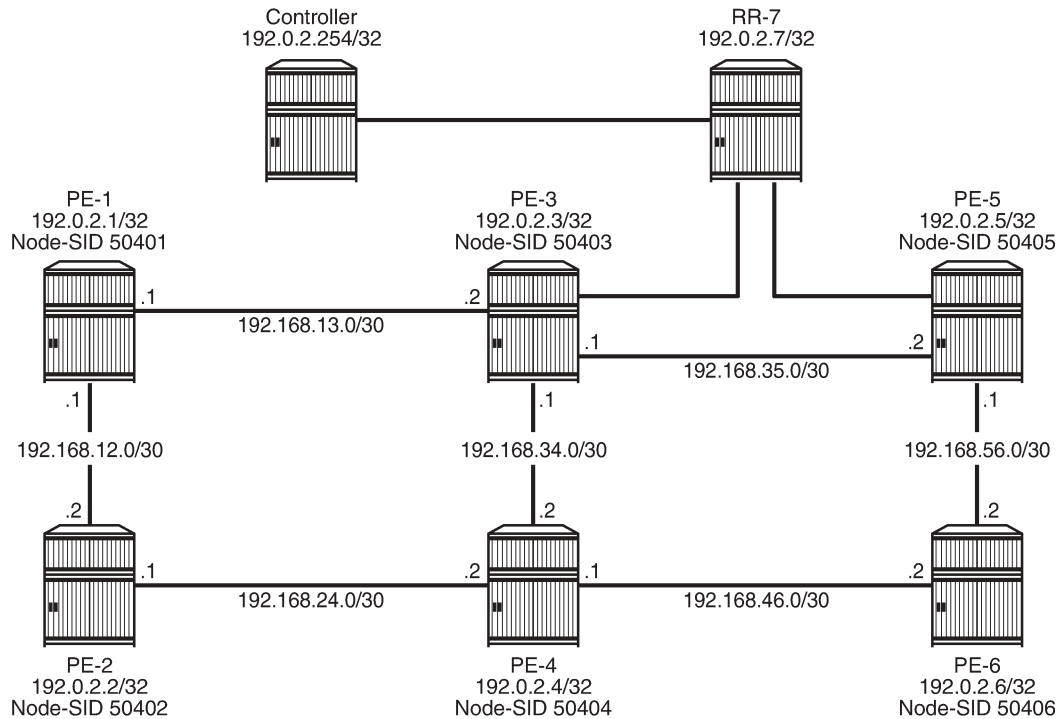 Controller
192.0.2.254/32
RR-7
192.0.2.7/32
PE-1
192.0.2.1/32
Node-SID 50401
PE-3
192.0.2.3/32
Node-SID 50403
PE-5
192.0.2.5/32
Node-SID 50405
.1
192.168.13.0/30
.2
.1
192.168.35.0/30
.2
.1
192.168.12.0/30
.2
.1
192.168.34.0/30
.2
.1
192.168.56.0/30
.2
.1
192.168.24.0/30
.2
.1
192.168.46.0/30
.2
PE-2
192.0.2.2/32
Node-SID 50402
PE-4
192.0.2.4/32
Node-SID 50404
PE-6
192.0.2.6/32
Node-SID 50406